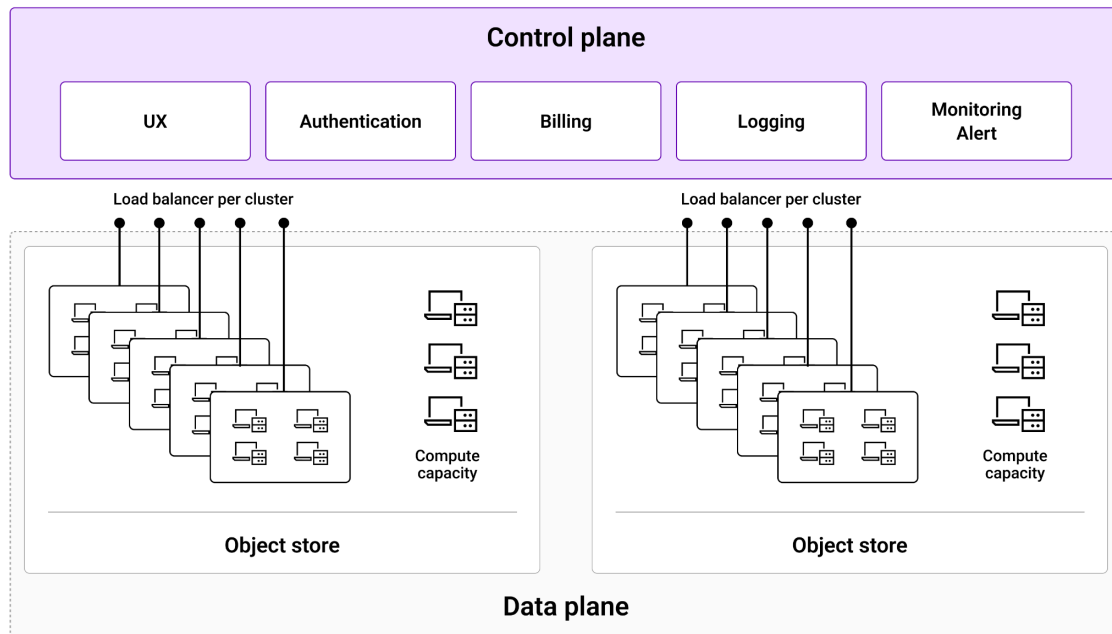 Control plane
UX
Authentication
Billing
Logging
Monitoring
Alert
Load balancer per cluster
Load balancer per cluster
Compute
capacity
Compute
capacity
Object store
Object store
Data plane